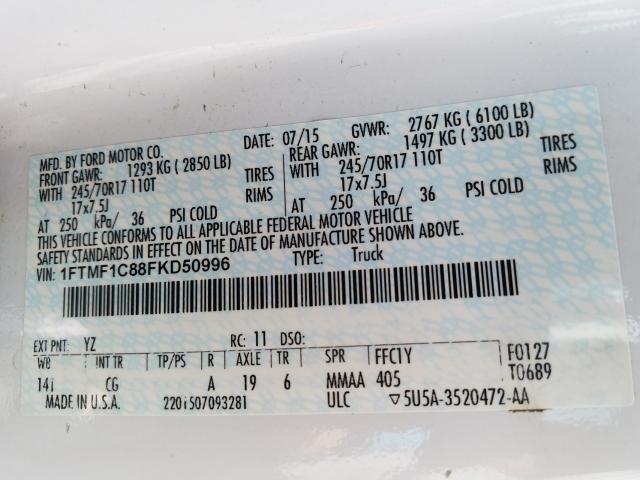 MFD. BY FORD MOTOR CO. DATE: 07/15 GVWR: 2767 KG ( 6100 LB)
FRONT GAWR: 1293 KG ( 2850 LB) REAR GAWR: 1497 KG ( 3300 LB)
WITH 245/70R17 110T TIRES WITH 245/70R17 110T TIRES
17x7.5J RIMS 17x7.5J RIMS
AT 250 kPa/ 36 PSI COLD AT 250 kPa/ 36 PSI COLD
THIS VEHICLE CONFORMS TO ALL APPLICABLE FEDERAL MOTOR VEHICLE
SAFETY STANDARDS IN EFFECT ON THE DATE OF MANUFACTURE SHOWN ABOVE.
VIN: 1FTMF1C88FKD50996 TYPE: Truck
EXT PNT: YZ RC: 11 DSO: F0127
WB INT TR TP/PS R AXLE TR SPR FFC1Y T0689
141 CG A 19 6 MMAA 405
MADE IN U.S.A. 2201507093281 ULC ▽5U5A-3520472-AA